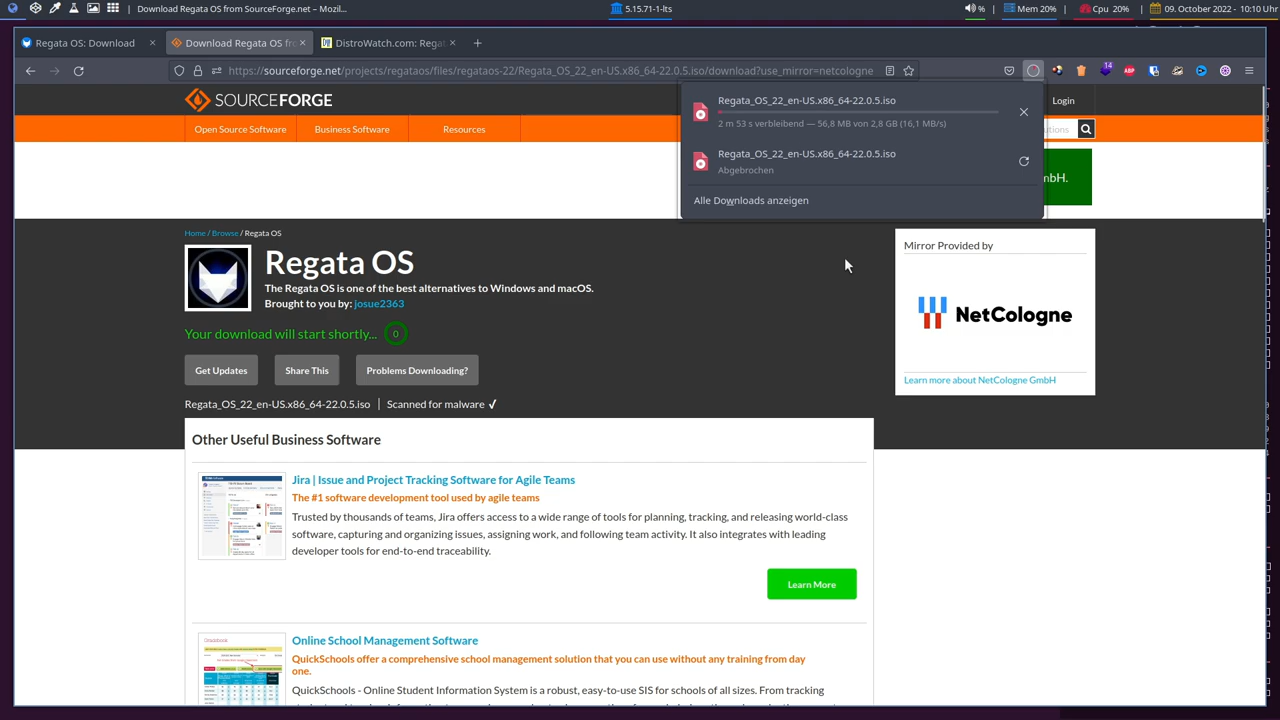 Download Regata OS from SourceForge.net – Mozil...
5.15.71-1-lts
%
Mem 20%
Cpu 20%
09. October 2022 - 10:10 Uhr
Regata OS: Download
Download Regata OS fr
DistroWatch.com: Regat
https://sourceforge.net/projects/regataos/files/regataos-22/Regata_OS_22_en-US.x86_64-22.0.5.iso/download?use_mirror=netcologne
14
ABP
SOURCEFORGE
Login
Open Source Software
Business Software
Resources
Regata_OS_22_en-US.x86_64-22.0.5.iso
2 m 53 s verbleibend — 56,8 MB von 2,8 GB (16,1 MB/s)
Regata_OS_22_en-US.x86_64-22.0.5.iso
Abgebrochen
Alle Downloads anzeigen
mbH.
Home / Browse / Regata OS
Regata OS
The Regata OS is one of the best alternatives to Windows and macOS.
Brought to you by: josue2363
Your download will start shortly... 0
Get Updates
Share This
Problems Downloading?
Regata_OS_22_en-US.x86_64-22.0.5.iso
Scanned for malware ✓
Mirror Provided by
NetCologne
Learn more about NetCologne GmbH
Other Useful Business Software
Jira | Issue and Project Tracking Software for Agile Teams
The #1 software development tool used by agile teams
Trusted by thousands of teams, Jira offers access to a wide range of tools for planning, tracking, and releasing world-class
software, capturing and organizing issues, assigning work, and following team activity. It also integrates with leading
developer tools for end-to-end traceability.
Learn More
Online School Management Software
QuickSchools offer a comprehensive school management solution that you can use without any training from day
one.
QuickSchools - Online Student Information System is a robust, easy-to-use SIS for schools of all sizes. From tracking